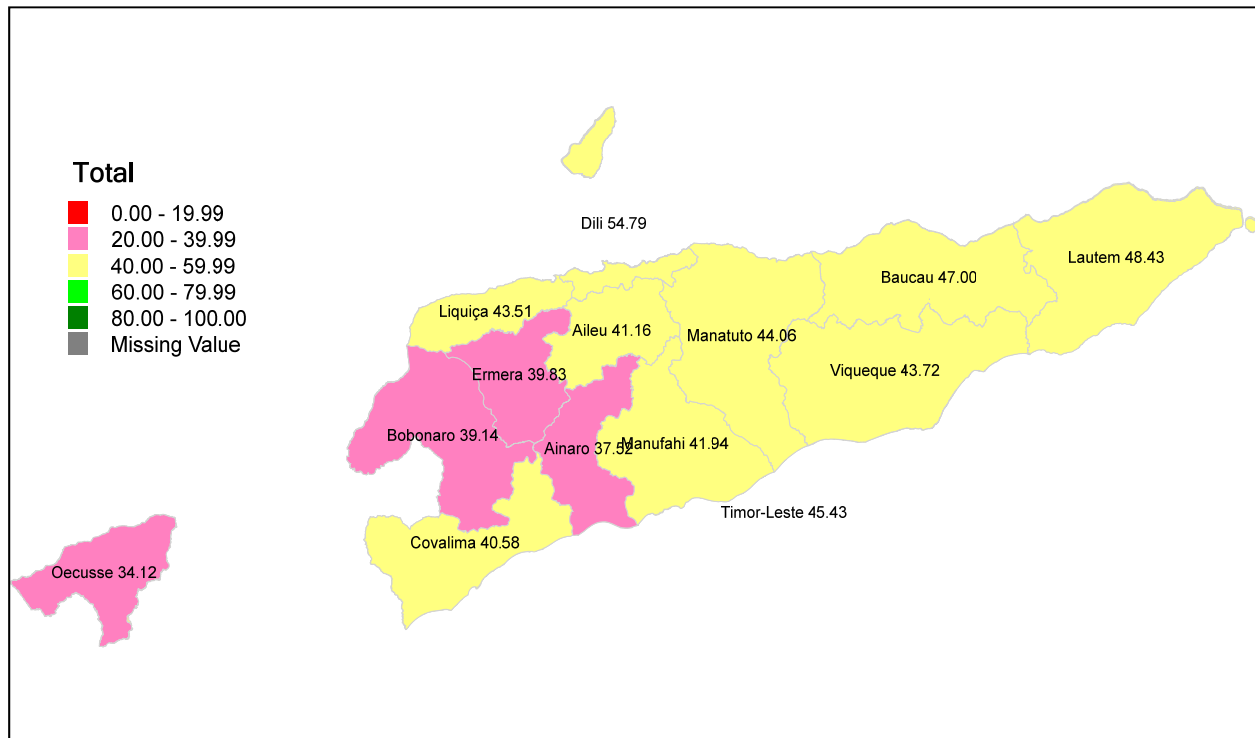 Total
0.00 - 19.99
20.00 - 39.99
40.00 - 59.99
60.00 - 79.99
80.00 - 100.00
Missing Value
Dili 54.79
Lautem 48.43
Baucau 47.00
Liquiça 43.51
Aileu 41.16
Manatuto 44.06
Viqueque 43.72
Ermera 39.83
Bobonaro 39.14
Ainaro 37.52
Manufahi 41.94
Timor-Leste 45.43
Covalima 40.58
Oecusse 34.12